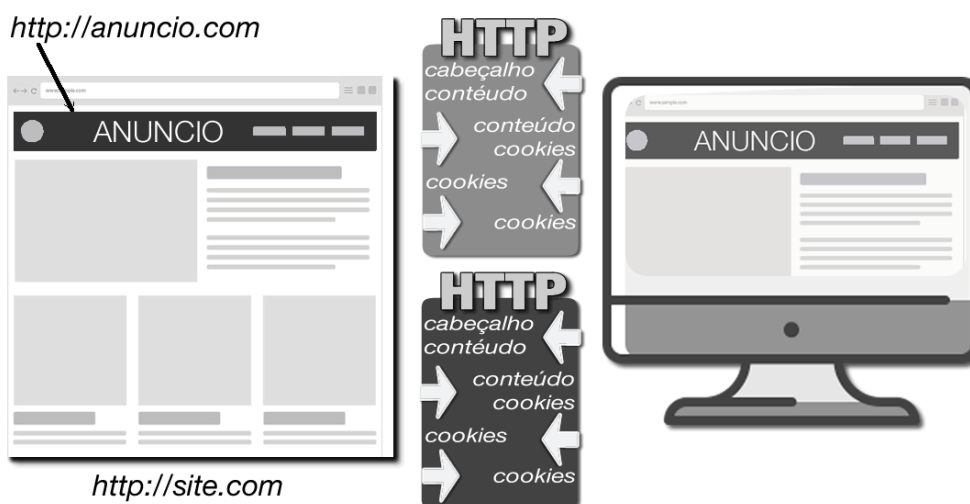 http://anuncio.com
ANUNCIO
http://site.com
HTTP
cabeçalho
contéudo
conteúdo
cookies
cookies
cookies
HTTP
cabeçalho
contéudo
conteúdo
cookies
cookies
cookies
ANUNCIO